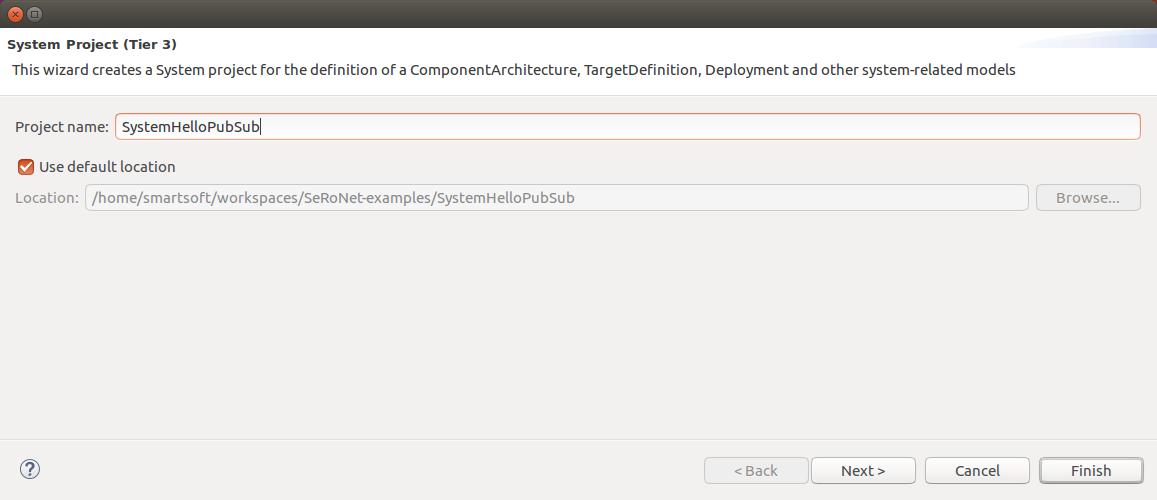 System Project (Tier 3)
This wizard creates a System project for the definition of a ComponentArchitecture, TargetDefinition, Deployment and other system-related models
Project name: SystemHelloPubSub
Use default location
Location: /home/smartsoft/workspaces/SeRoNet-examples/SystemHelloPubSub Browse...
? < Back Next > Cancel Finish